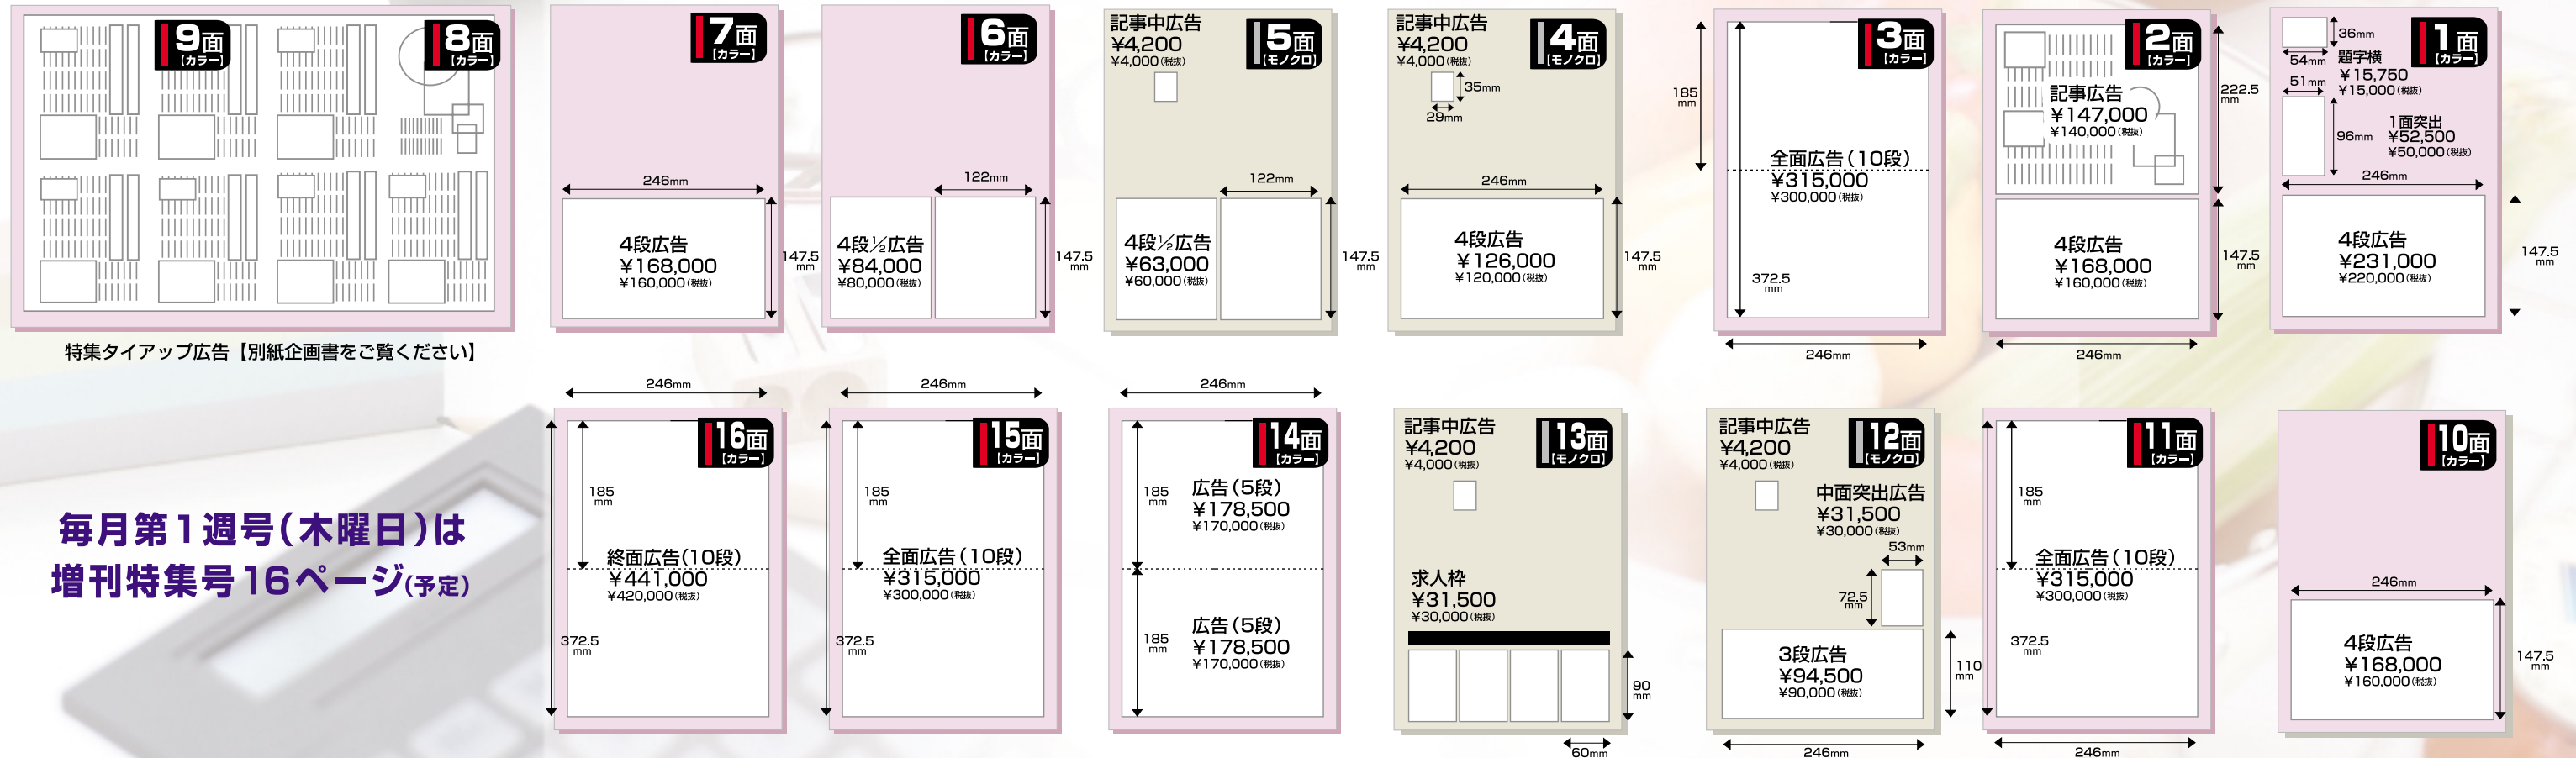 9面
【カラー】
8面
【カラー】
特集タイアップ広告【別紙企画書をご覧ください】
7面
【カラー】
246mm
4段広告
¥168,000
¥160,000(税抜)
147.5
mm
6面
【カラー】
122mm
4段½広告
¥84,000
¥80,000(税抜)
147.5
mm
記事中広告
¥4,200
¥4,000(税抜)
5面
【モノクロ】
122mm
4段½広告
¥63,000
¥60,000(税抜)
147.5
mm
記事中広告
¥4,200
¥4,000(税抜)
4面
【モノクロ】
35mm
29mm
246mm
4段広告
¥126,000
¥120,000(税抜)
147.5
mm
3面
【カラー】
185
mm
全面広告(10段)
¥315,000
¥300,000(税抜)
372.5
mm
246mm
2面
【カラー】
記事広告
¥147,000
¥140,000(税抜)
222.5
mm
4段広告
¥168,000
¥160,000(税抜)
147.5
mm
246mm
1面
【カラー】
36mm
54mm
題字横
¥15,750
¥15,000(税抜)
51mm
96mm
1面突出
¥52,500
¥50,000(税抜)
246mm
4段広告
¥231,000
¥220,000(税抜)
147.5
mm
毎月第1週号(木曜日)は
増刊特集号16ページ(予定)
246mm
16面
【カラー】
185
mm
終面広告(10段)
¥441,000
¥420,000(税抜)
372.5
mm
246mm
15面
【カラー】
185
mm
全面広告(10段)
¥315,000
¥300,000(税抜)
372.5
mm
246mm
14面
【カラー】
185
mm
広告(5段)
¥178,500
¥170,000(税抜)
185
mm
広告(5段)
¥178,500
¥170,000(税抜)
記事中広告
¥4,200
¥4,000(税抜)
13面
【モノクロ】
求人枠
¥31,500
¥30,000(税抜)
90
mm
60mm
記事中広告
¥4,200
¥4,000(税抜)
12面
【モノクロ】
中面突出広告
¥31,500
¥30,000(税抜)
53mm
72.5
mm
3段広告
¥94,500
¥90,000(税抜)
110
mm
246mm
11面
【カラー】
185
mm
全面広告(10段)
¥315,000
¥300,000(税抜)
372.5
mm
246mm
10面
【カラー】
246mm
4段広告
¥168,000
¥160,000(税抜)
147.5
mm